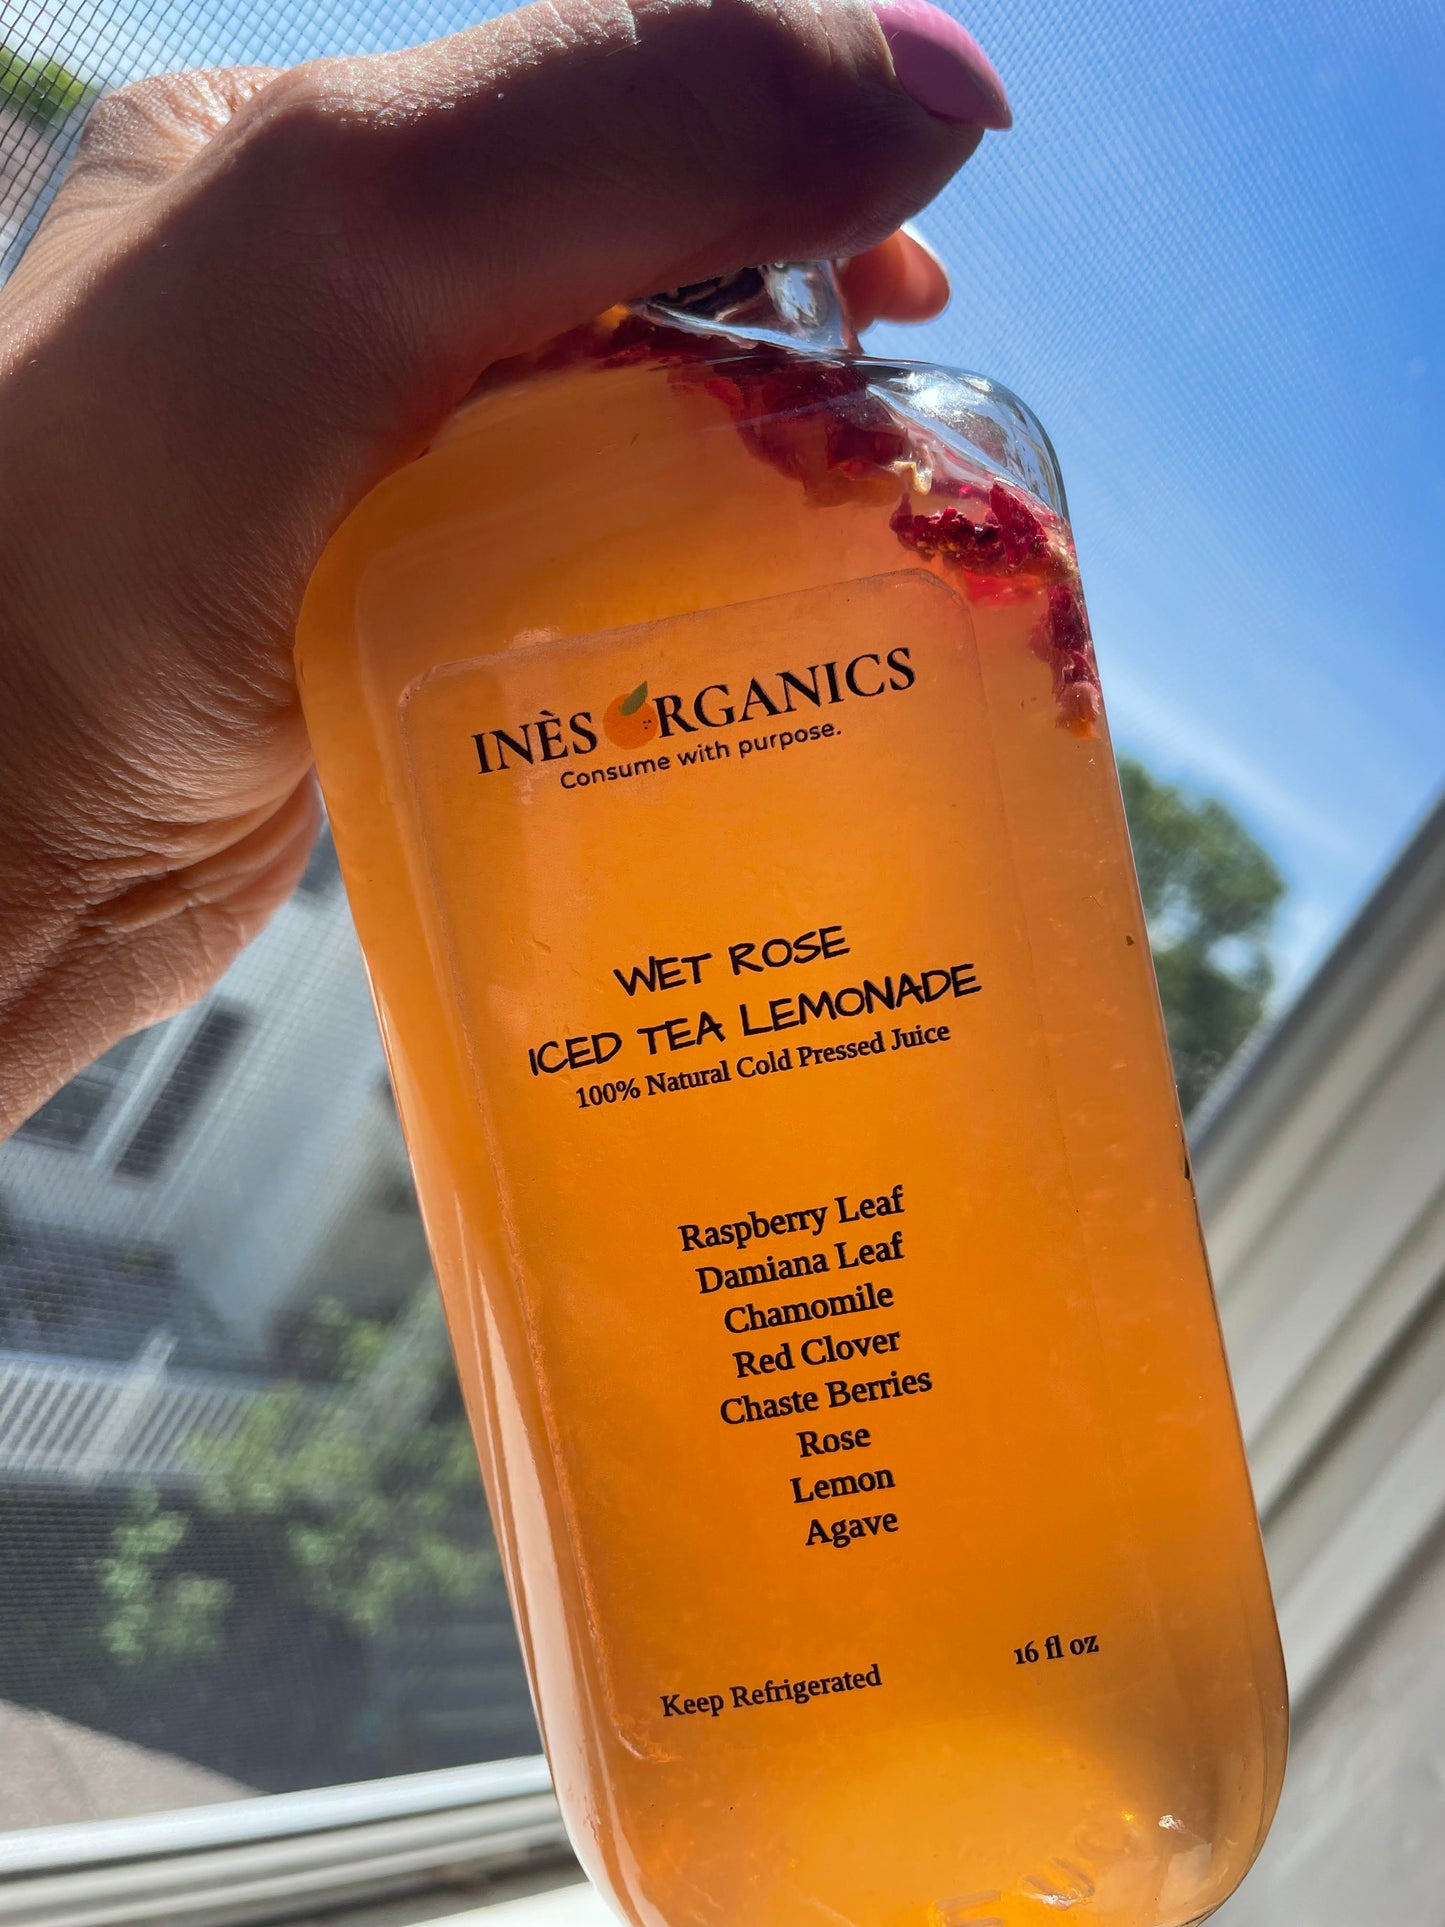 INÈS ORGANICS
Consume with purpose.
WET ROSE
ICED TEA LEMONADE
100% Natural Cold Pressed Juice
Raspberry Leaf
Damiana Leaf
Chamomile
Red Clover
Chaste Berries
Rose
Lemon
Agave
Keep Refrigerated
16 fl oz